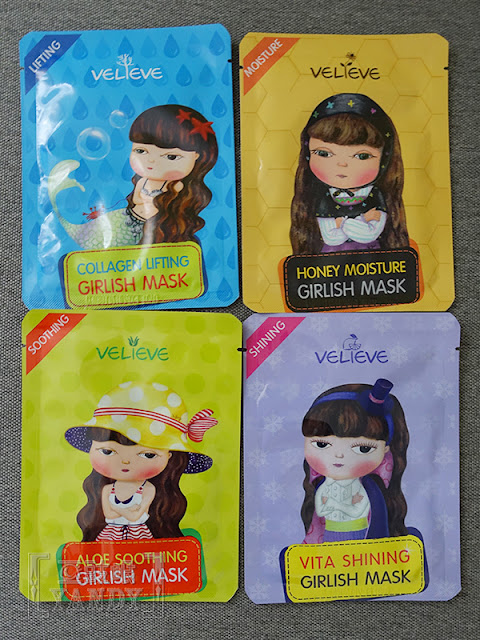 LIFTING
VELIEVE
COLLAGEN LIFTING
GIRLISH MASK
MOISTURE
VELIEVE
HONEY MOISTURE
GIRLISH MASK
SOOTHING
VELIEVE
ALOE SOOTHING
GIRLISH MASK
SHINING
VELIEVE
VITA SHINING
GIRLISH MASK
YANDY